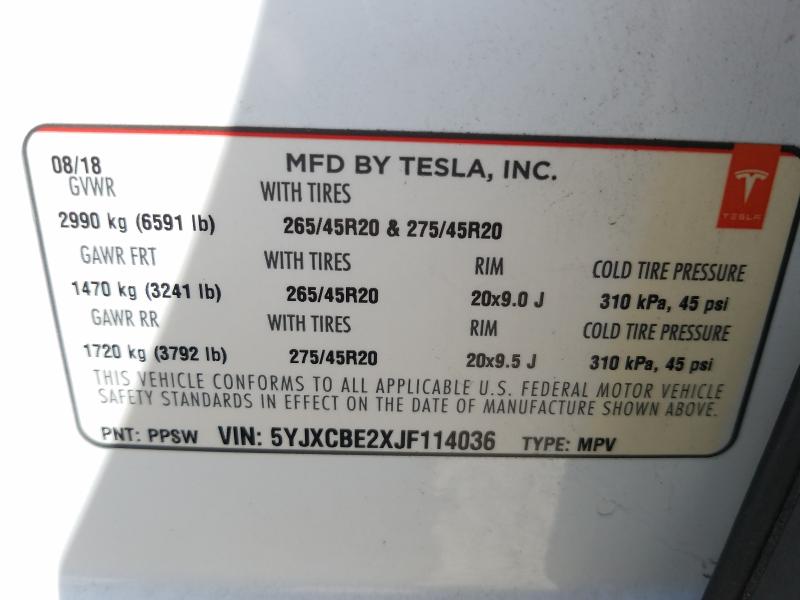 08/18 MFD BY TESLA, INC.
TESLA
GVWR WITH TIRES
2990 kg (6591 lb) 265/45R20 & 275/45R20
GAWR FRT WITH TIRES RIM COLD TIRE PRESSURE
1470 kg (3241 lb) 265/45R20 20x9.0 J 310 kPa, 45 psi
GAWR RR WITH TIRES RIM COLD TIRE PRESSURE
1720 kg (3792 lb) 275/45R20 20x9.5 J 310 kPa, 45 psi
THIS VEHICLE CONFORMS TO ALL APPLICABLE U.S. FEDERAL MOTOR VEHICLE
SAFETY STANDARDS IN EFFECT ON THE DATE OF MANUFACTURE SHOWN ABOVE.
PNT: PPSW VIN: 5YJXCBE2XJF114036 TYPE: MPV